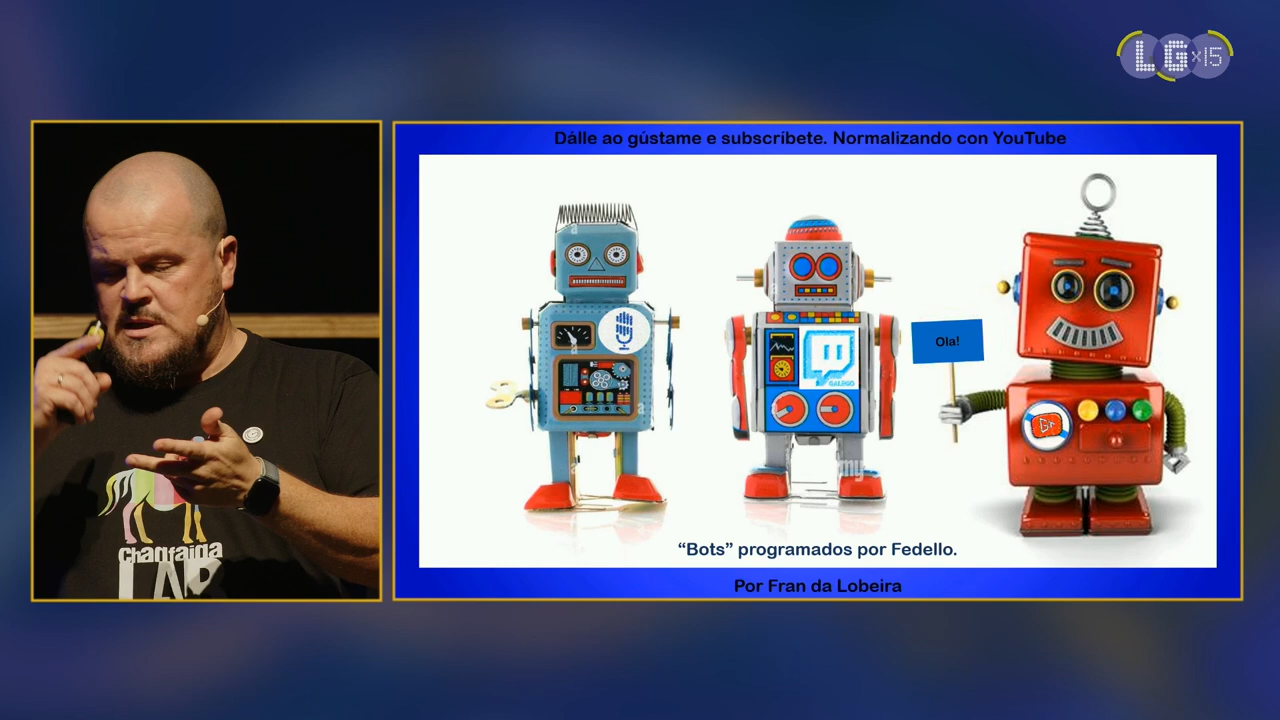 LG x15
Dálle ao gústame e subscríbete. Normalizando con YouTube
Ola!
GALEGO
“Bots” programados por Fedello.
Por Fran da Lobeira
Chanfaina
LAB